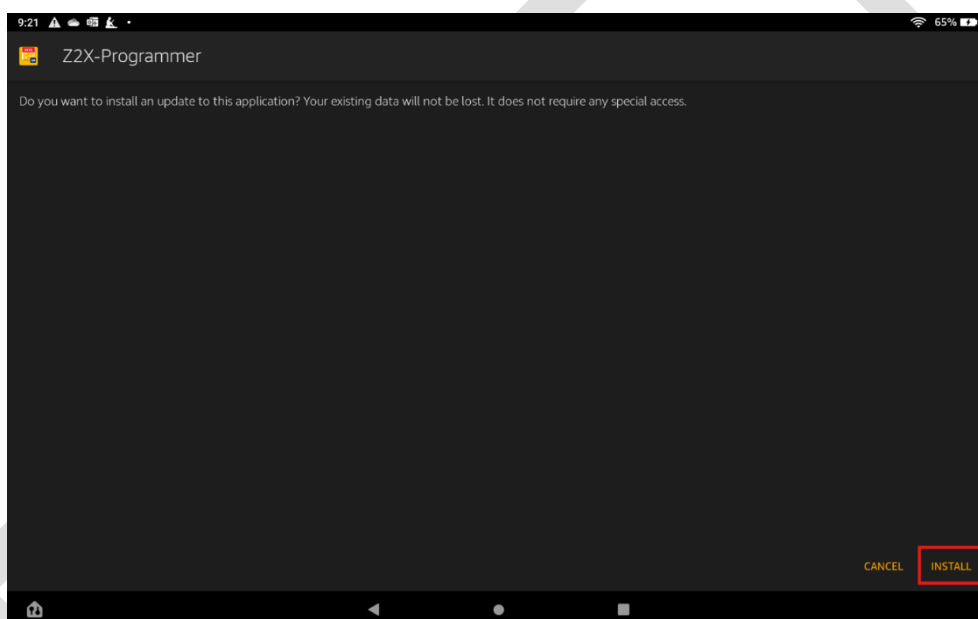 9:21
65%
Z2X-Programmer
Do you want to install an update to this application? Your existing data will not be lost. It does not require any special access.
CANCEL
INSTALL